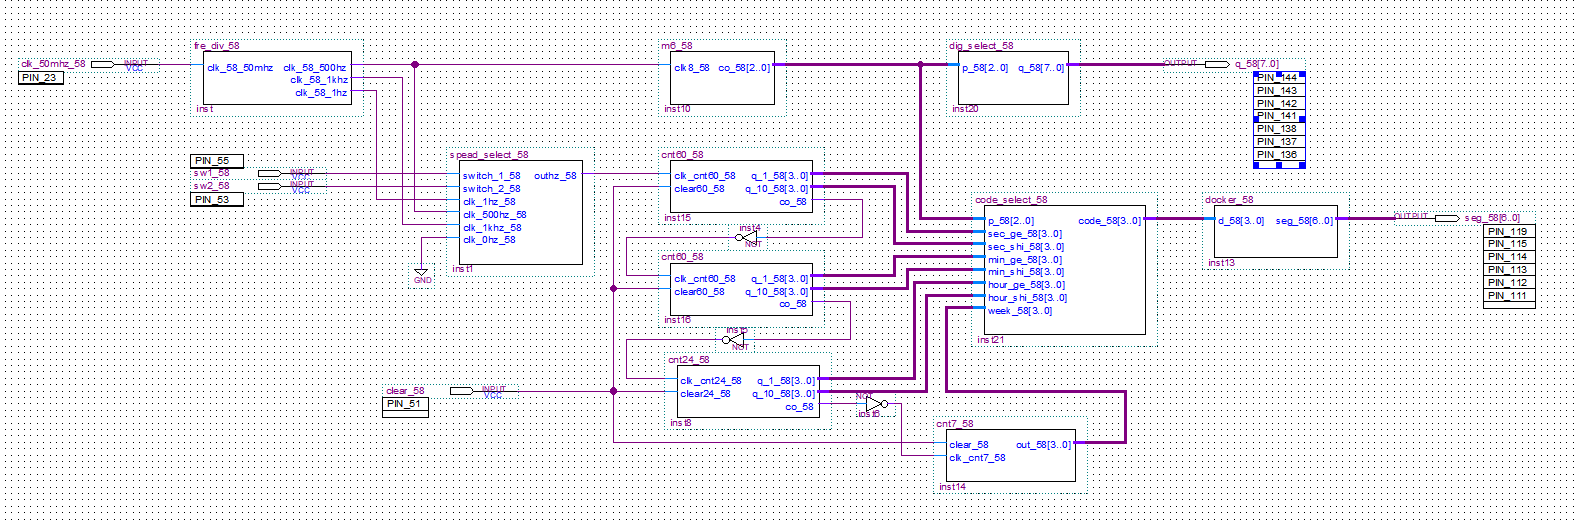 fre_div_58
clk_50mhz_58
INPUT
VCC
PIN_23
clk_58_50mhz
clk_58_500hz
clk_58_1khz
clk_58_1hz
inst
m6_58
clk8_58
co_58[2..0]
inst10
dig_select_58
p_58[2..0]
q_58[7..0]
inst20
OUTPUT
q_58[7..0]
PIN_144
PIN_143
PIN_142
PIN_141
PIN_138
PIN_137
PIN_136
PIN_55
sw1_58
INPUT
VCC
sw2_58
INPUT
VCC
PIN_53
spead_select_58
switch_1_58
outhz_58
switch_2_58
clk_1hz_58
clk_500hz_58
clk_1khz_58
clk_0hz_58
inst1
GND
cnt60_58
clk_cnt60_58
q_1_58[3..0]
clear60_58
q_10_58[3..0]
co_58
inst15
inst4
NOT
cnt60_58
clk_cnt60_58
q_1_58[3..0]
clear60_58
q_10_58[3..0]
co_58
inst16
inst5
NOT
cnt24_58
clk_cnt24_58
q_1_58[3..0]
clear24_58
q_10_58[3..0]
co_58
inst8
NOT
inst6
clear_58
INPUT
VCC
PIN_51
cnt7_58
clear_58
out_58[3..0]
clk_cnt7_58
inst14
code_select_58
p_58[2..0]
code_58[3..0]
sec_ge_58[3..0]
sec_shi_58[3..0]
min_ge_58[3..0]
min_shi_58[3..0]
hour_ge_58[3..0]
hour_shi_58[3..0]
week_58[3..0]
inst21
docker_58
d_58[3..0]
seg_58[6..0]
inst13
OUTPUT
seg_58[6..0]
PIN_119
PIN_115
PIN_114
PIN_113
PIN_112
PIN_111